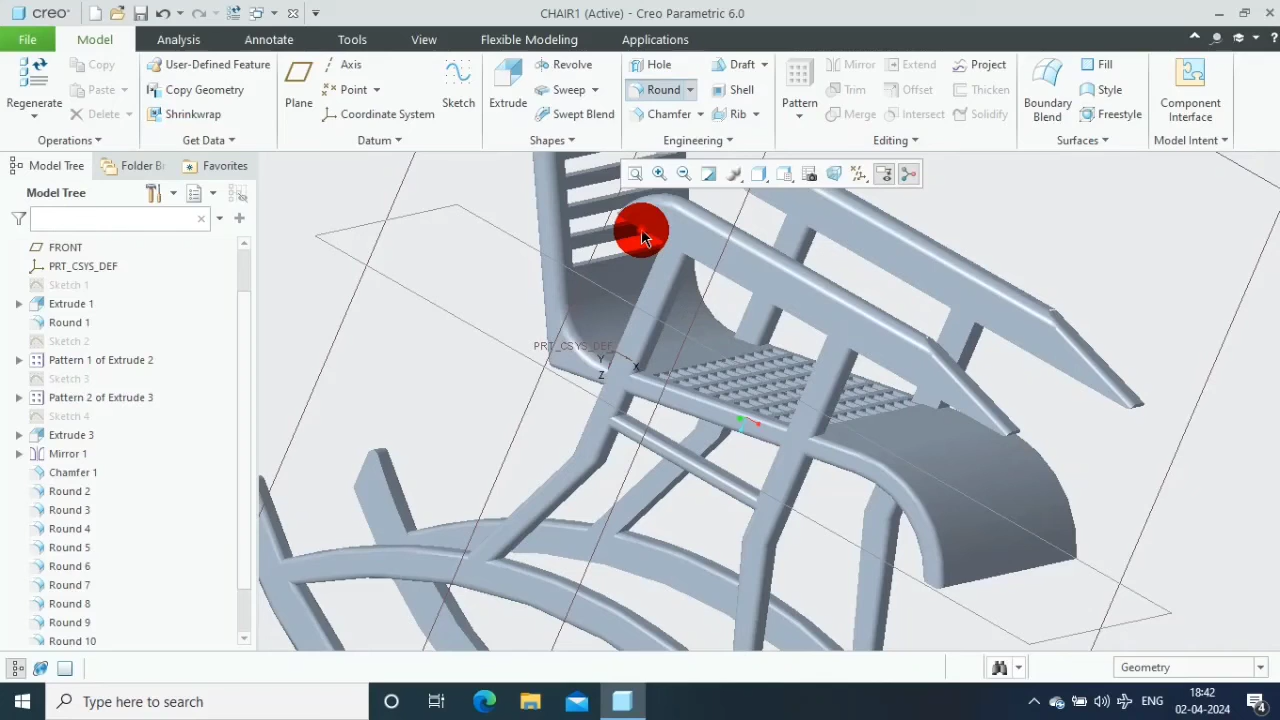 creo
CHAIR1 (Active) - Creo Parametric 6.0
File
Model
Analysis
Annotate
Tools
View
Flexible Modeling
Applications
Regenerate
Copy
Paste
Delete
Operations
User-Defined Feature
Copy Geometry
Shrinkwrap
Get Data
Plane
Axis
Point
Coordinate System
Sketch
Datum
Extrude
Revolve
Sweep
Swept Blend
Shapes
Hole
Round
Chamfer
Draft
Shell
Rib
Engineering
Pattern
Mirror
Trim
Merge
Extend
Offset
Intersect
Project
Thicken
Solidify
Editing
Boundary
Blend
Fill
Style
Freestyle
Surfaces
Component
Interface
Model Intent
Model Tree
Folder Br
Favorites
Model Tree
FRONT
PRT_CSYS_DEF
Sketch 1
Extrude 1
Round 1
Sketch 2
Pattern 1 of Extrude 2
Sketch 3
Pattern 2 of Extrude 3
Sketch 4
Extrude 3
Mirror 1
Chamfer 1
Round 2
Round 3
Round 4
Round 5
Round 6
Round 7
Round 8
Round 9
Round 10
PRT_CSYS_DEF
Y
X
Z
Geometry
Type here to search
ENG
18:42
02-04-2024
4